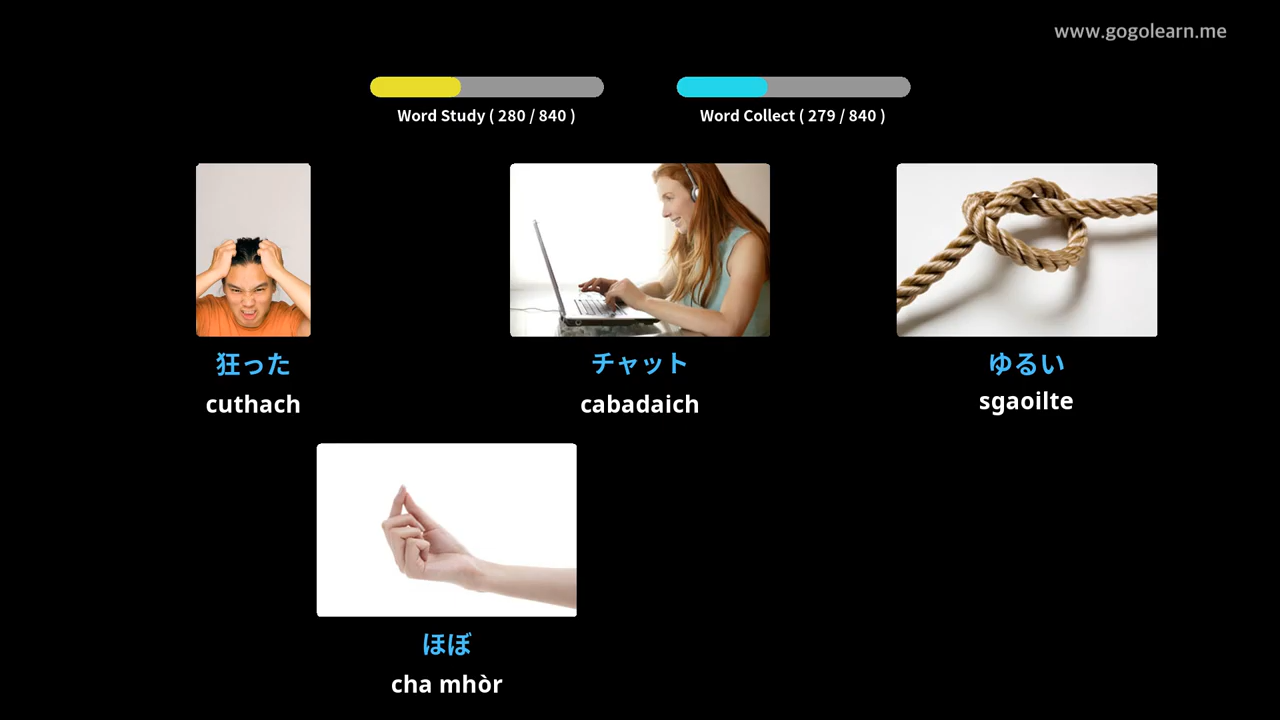 www.gogolearn.me
Word Study ( 280 / 840 )
Word Collect ( 279 / 840 )
狂った
cuthach
チャット
cabadaich
ゆるい
sgaoilte
ほぼ
cha mhòr